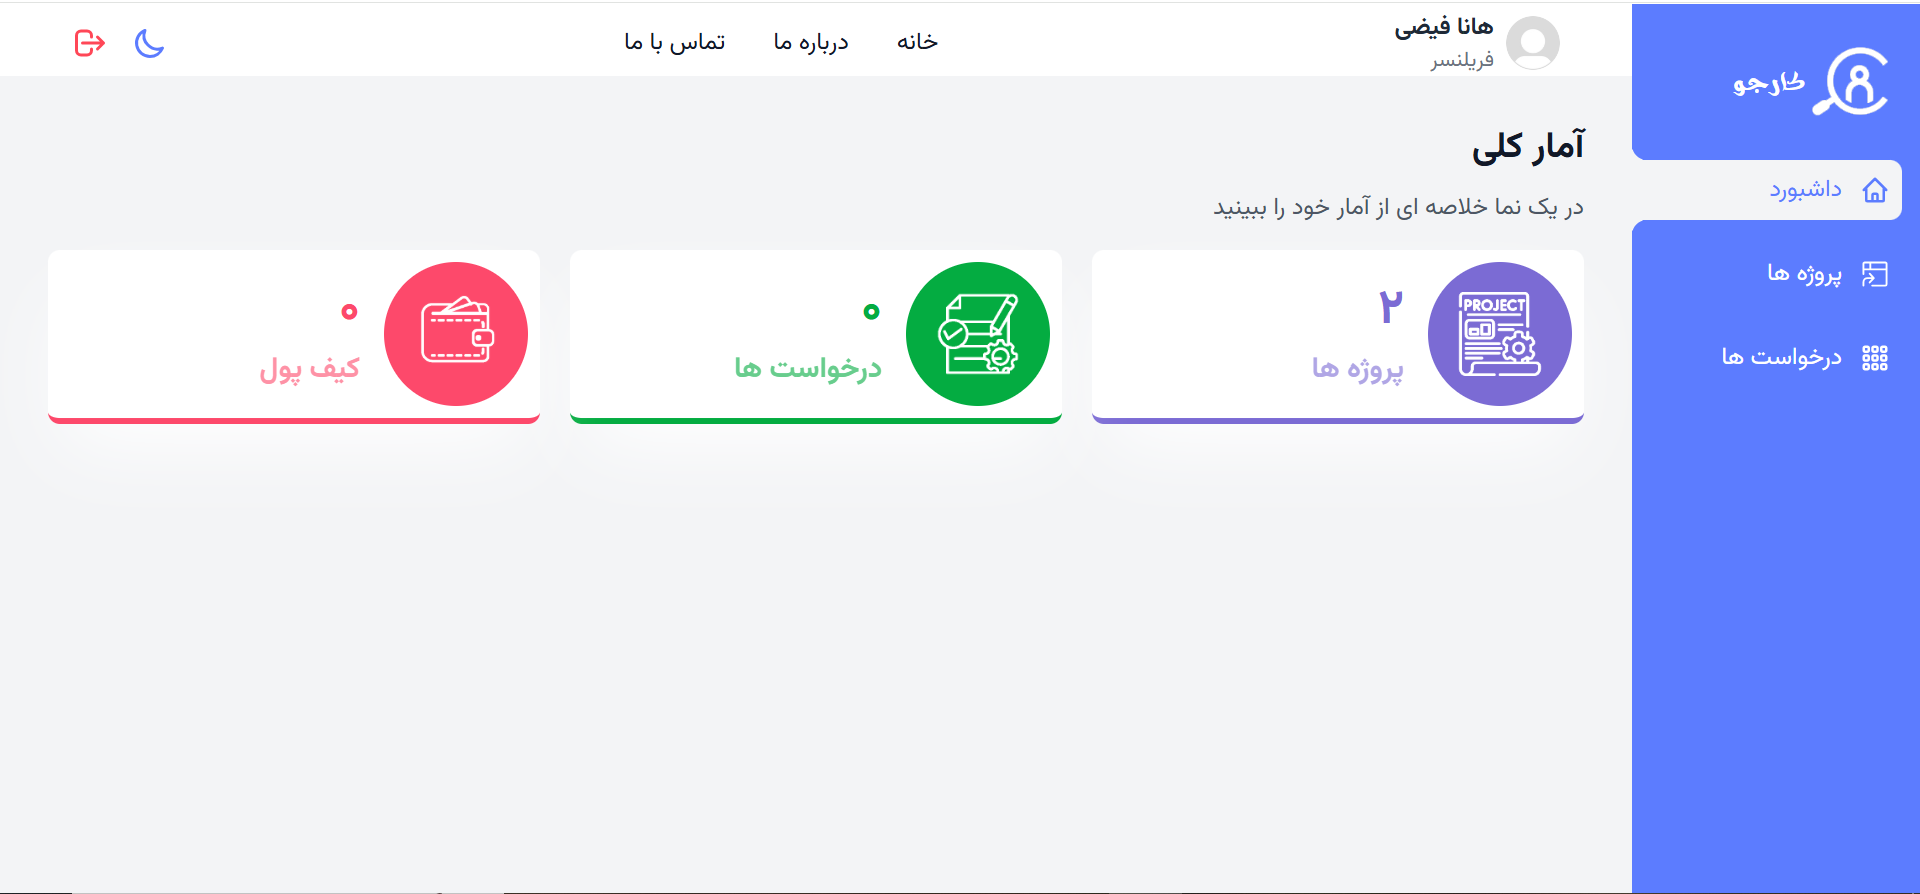 کارجو
داشبورد
پروژه ها
درخواست ها
هانا فیضی
فریلنسر
خانه
درباره ما
تماس با ما
آمار کلی
در یک نما خلاصه ای از آمار خود را ببینید
PROJECT
۲
پروژه ها
۰
درخواست ها
۰
کیف پول